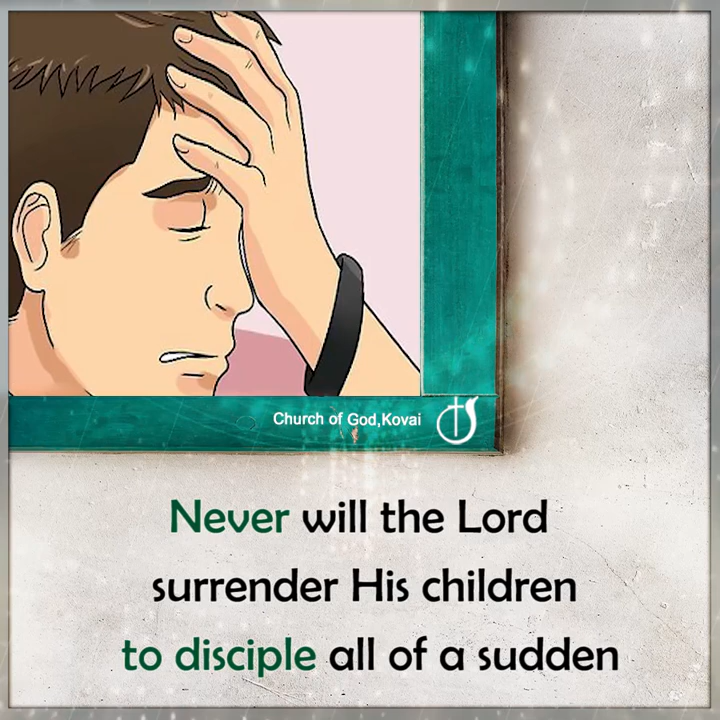 Church of God,Kovai
Never will the Lord
surrender His children
to disciple all of a sudden